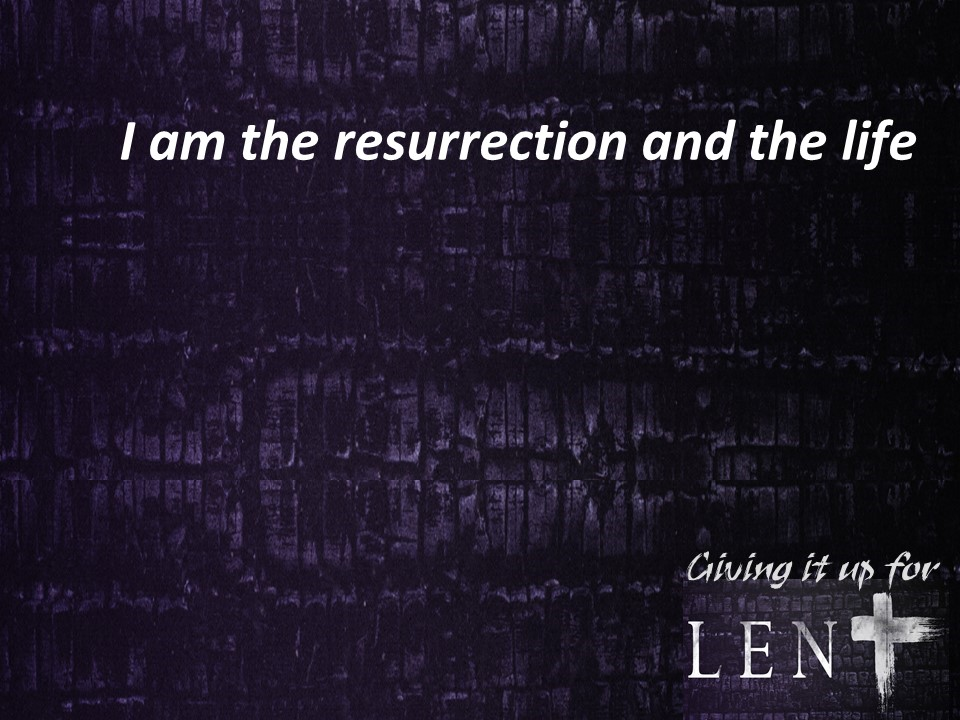 I am the resurrection and the life
Giving it up for
LENT